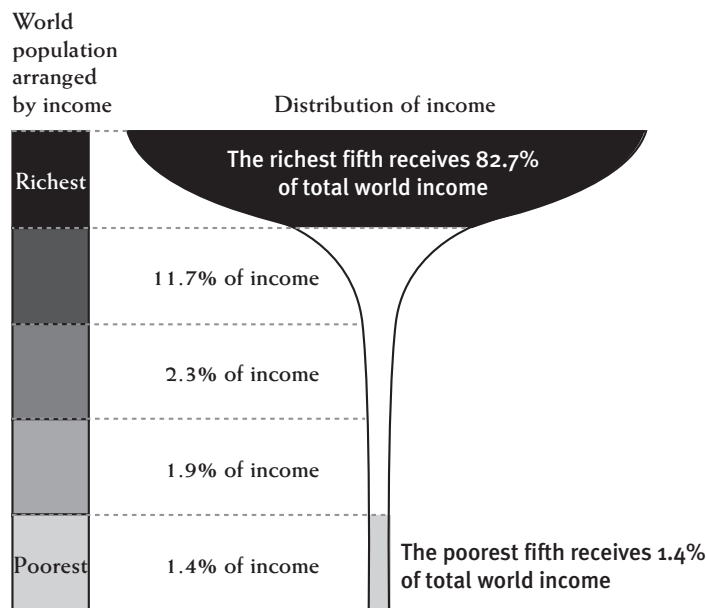 World
population
arranged
by income
Distribution of income
Richest
The richest fifth receives 82.7%
of total world income
11.7% of income
2.3% of income
1.9% of income
Poorest
1.4% of income
The poorest fifth receives 1.4%
of total world income